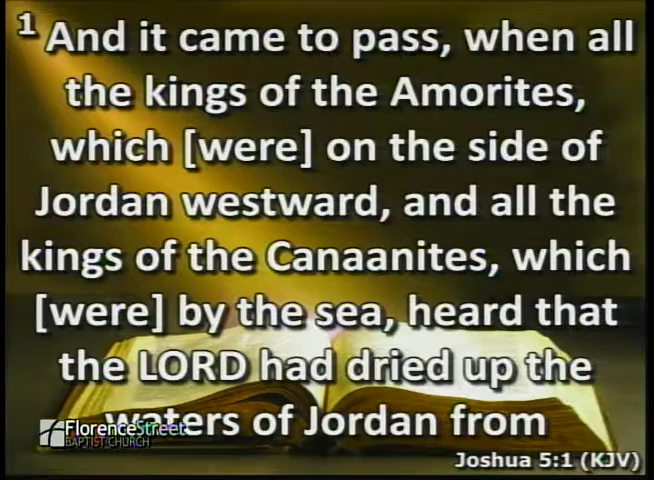 1 And it came to pass, when all
the kings of the Amorites,
which [were] on the side of
Jordan westward, and all the
kings of the Canaanites, which
[were] by the sea, heard that
the LORD had dried up the
waters of Jordan from
FlorenceStreet
BAPTIST CHURCH
Joshua 5:1 (KJV)